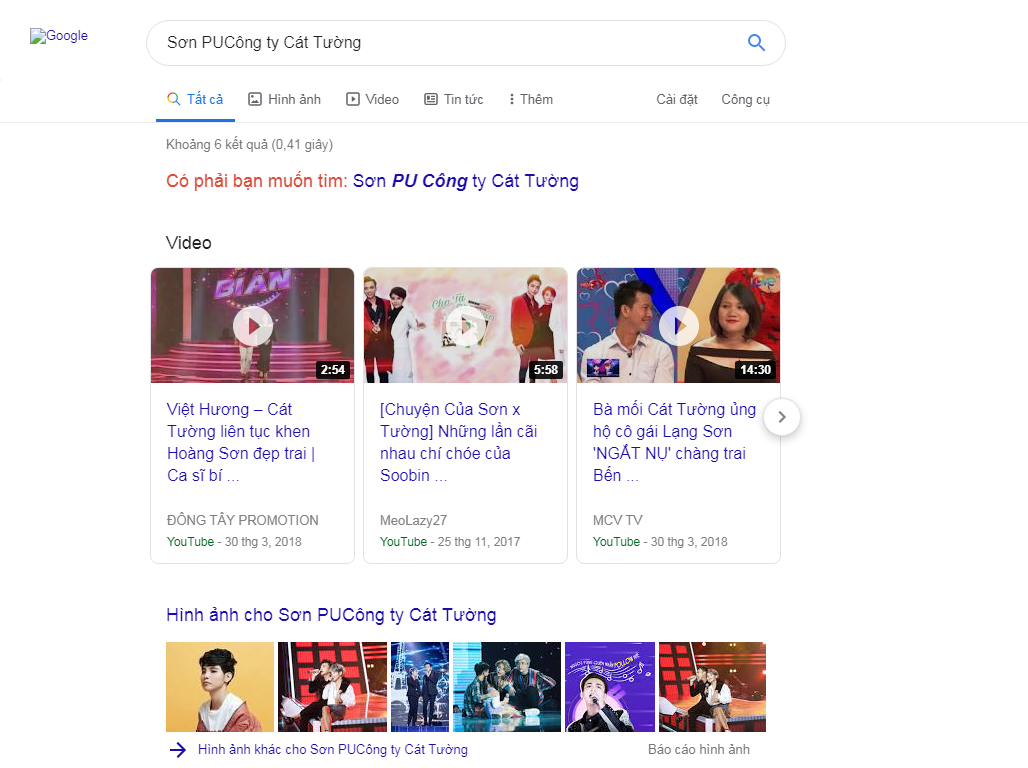 Google
Sơn PUCông ty Cát Tường
Tất cả
Hình ảnh
Video
Tin tức
Thêm
Cài đặt
Công cụ
Khoảng 6 kết quả (0,41 giây)
Có phải bạn muốn tìm: Sơn PU Công ty Cát Tường
Video
BIẤN
2:54
5:58
14:30
Việt Hương – Cát
Tường liên tục khen
Hoàng Sơn đẹp trai |
Ca sĩ bí ...
ĐÔNG TÂY PROMOTION
YouTube - 30 thg 3, 2018
[Chuyện Của Sơn x
Tường] Những lần cãi
nhau chí chóe của
Soobin ...
MeoLazy27
YouTube - 25 thg 11, 2017
Bà mối Cát Tường ủng
hộ cô gái Lạng Sơn
'NGẮT NỤ' chàng trai
Bến ...
MCV TV
YouTube - 30 thg 3, 2018
Hình ảnh cho Sơn PUCông ty Cát Tường
Hình ảnh khác cho Sơn PUCông ty Cát Tường
Báo cáo hình ảnh